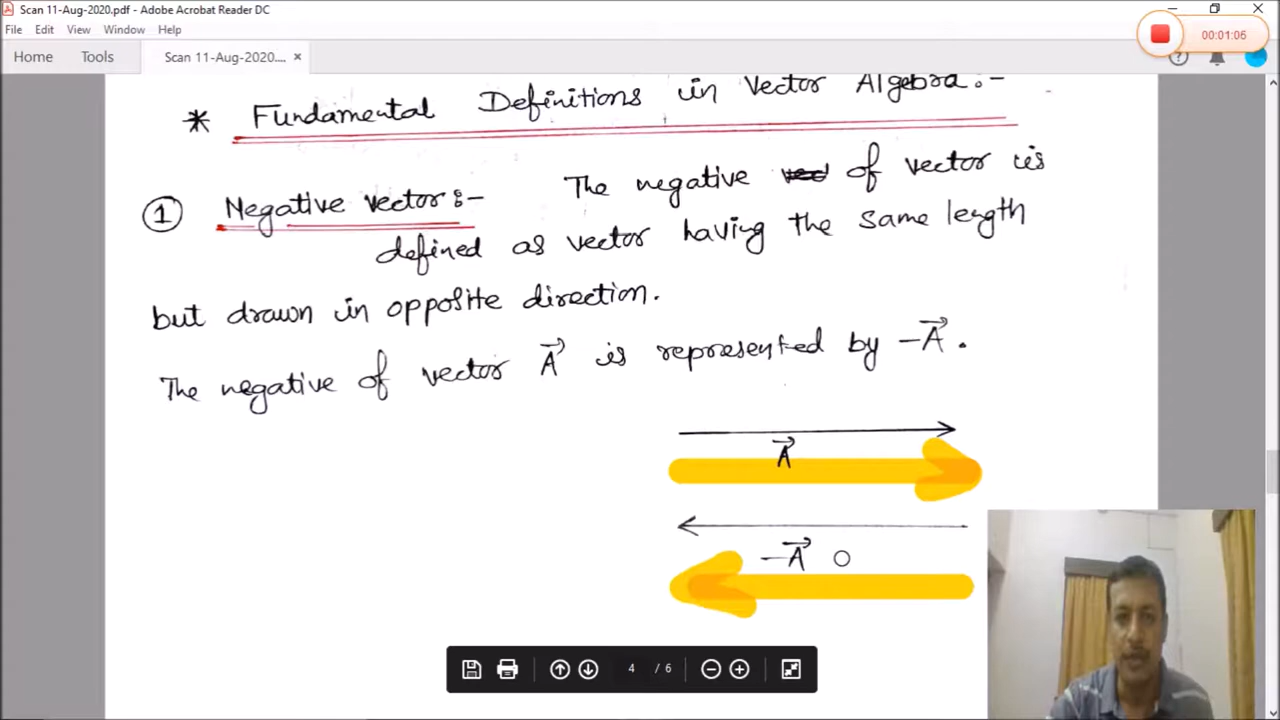 Scan 11-Aug-2020.pdf - Adobe Acrobat Reader DC
File Edit View Window Help
00:01:06
Home Tools Scan 11-Aug-2020.... ×
* Fundamental Definitions in Vector Algebra:-
① Negative vector:- The negative of vector is
defined as vector having the same length
but drawn in opposite direction.
The negative of vector A⃗ is represented by -A⃗.
A⃗
-A⃗
4 / 6